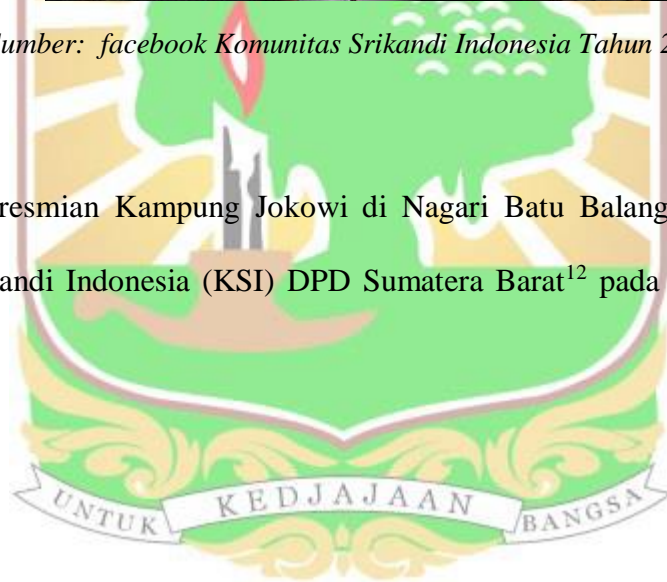 umber: facebook Komunitas Srikandi Indonesia Tahun 2
resmian Kampung Jokowi di Nagari Batu Balang
andi Indonesia (KSI) DPD Sumatera Barat¹² pada
UNTUK KEDJAJAAN BANGSA